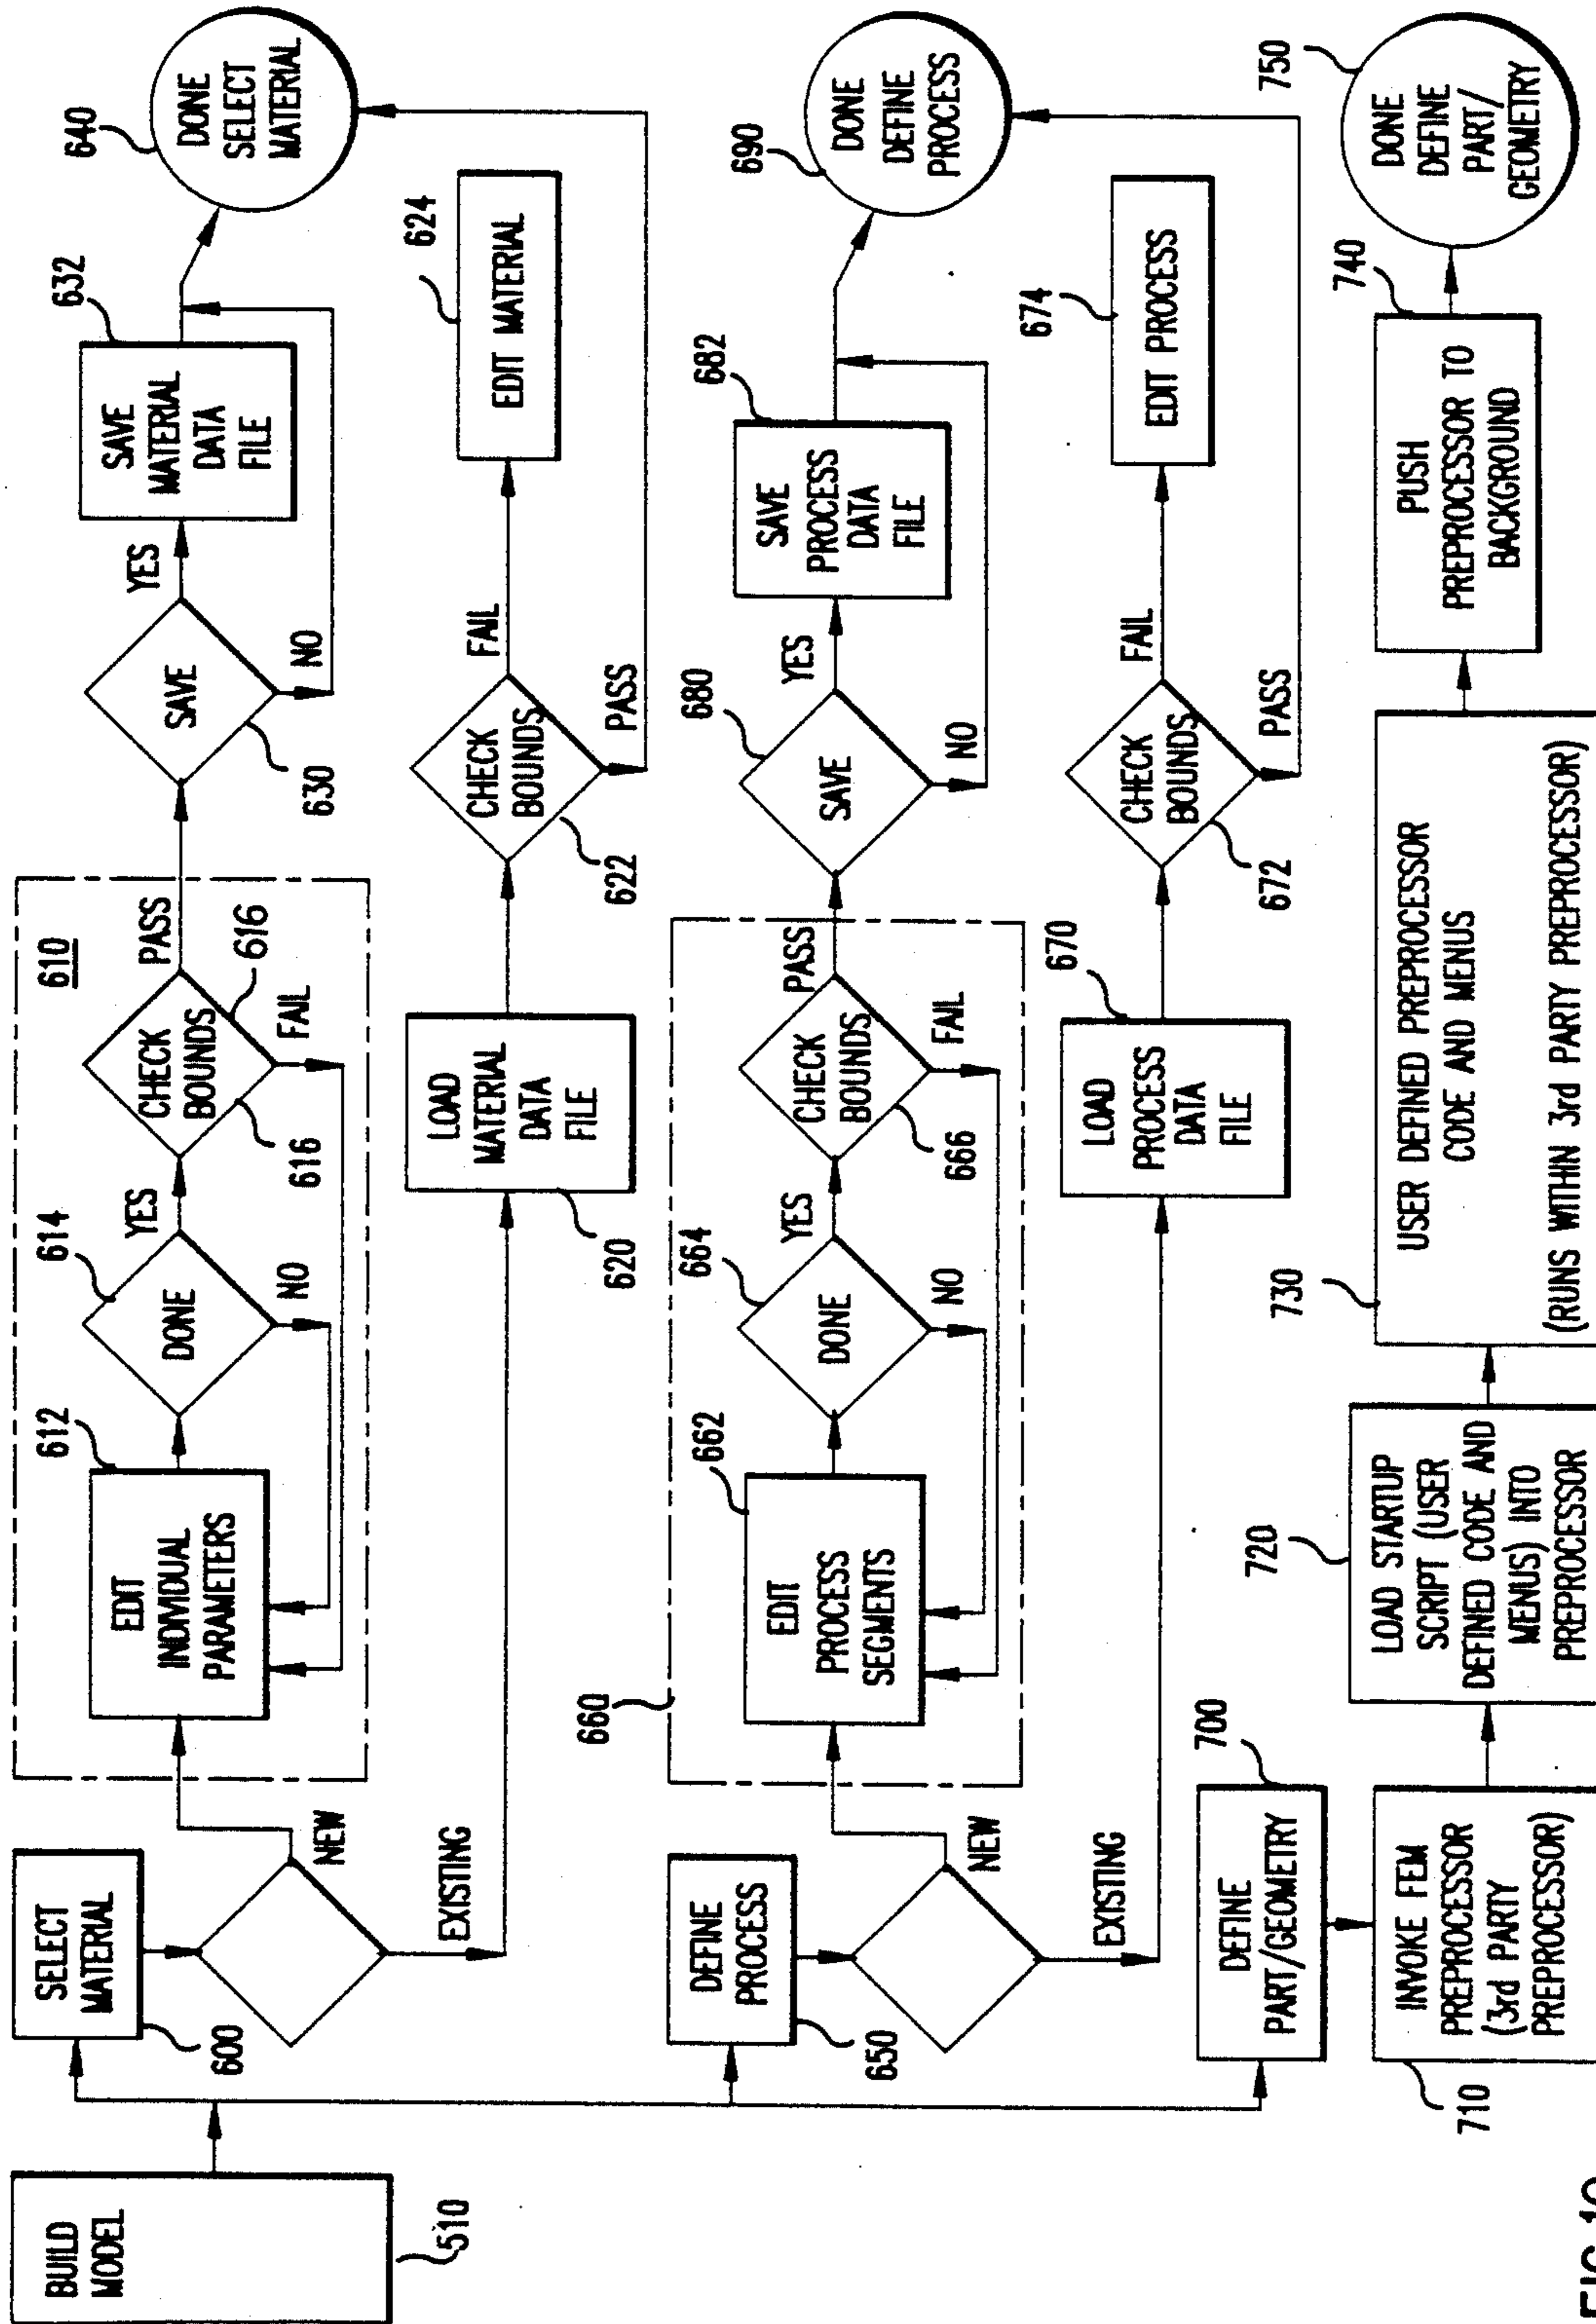 BUILD
MODEL
510
SELECT
MATERIAL
600
NEW
EXISTING
610
EDIT
INDIVIDUAL
PARAMETERS
612
DONE
614
YES
NO
CHECK
BOUNDS
616
616
PASS
FAIL
SAVE
630
YES
NO
SAVE
MATERIAL
DATA
FILE
632
DONE
SELECT
MATERIAL
640
LOAD
MATERIAL
DATA
FILE
620
CHECK
BOUNDS
622
FAIL
PASS
EDIT MATERIAL
624
DEFINE
PROCESS
650
NEW
EXISTING
660
EDIT
PROCESS
SEGMENTS
662
DONE
664
YES
NO
CHECK
BOUNDS
666
PASS
FAIL
SAVE
680
YES
NO
SAVE
PROCESS
DATA
FILE
682
DONE
DEFINE
PROCESS
690
LOAD
PROCESS
DATA
FILE
670
CHECK
BOUNDS
672
FAIL
PASS
EDIT PROCESS
674
DEFINE
PART/GEOMETRY
700
INVOKE FEM
PREPROCESSOR
(3rd PARTY
PREPROCESSOR)
710
LOAD STARTUP
SCRIPT (USER
DEFINED CODE AND
MENUS) INTO
PREPROCESSOR
720
USER DEFINED PREPROCESSOR
CODE AND MENUS
(RUNS WITHIN 3rd PARTY PREPROCESSOR)
730
PUSH
PREPROCESSOR TO
BACKGROUND
740
DONE
DEFINE
PART/
GEOMETRY
750